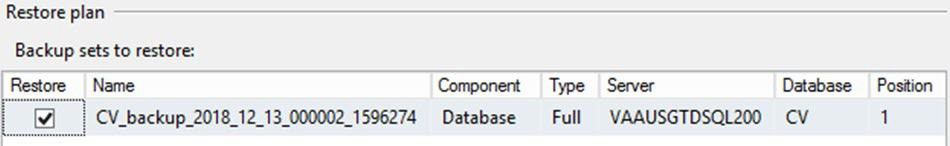 Restore plan
Backup sets to restore:
Restore Name Component Type Server Database Position
CV_backup_2018_12_13_000002_1596274 Database Full VAAUSGTDSQL200 CV 1